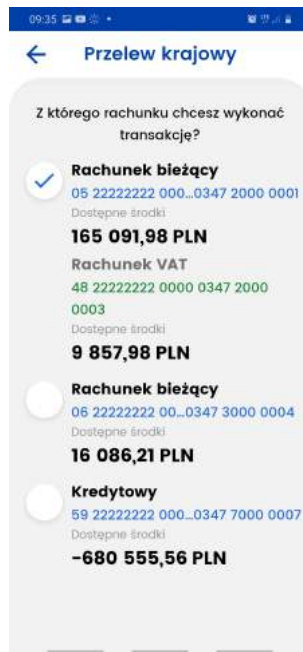 09:35
Przelew krajowy
Z którego rachunku chcesz wykonać
transakcję?
Rachunek bieżący
05 22222222 000...0347 2000 0001
Dostępne środki
165 091,98 PLN
Rachunek VAT
48 22222222 0000 0347 2000
0003
Dostępne środki
9 857,98 PLN
Rachunek bieżący
06 22222222 00...0347 3000 0004
Dostępne środki
16 086,21 PLN
Kredytowy
59 22222222 000...0347 7000 0007
Dostępne środki
-680 555,56 PLN